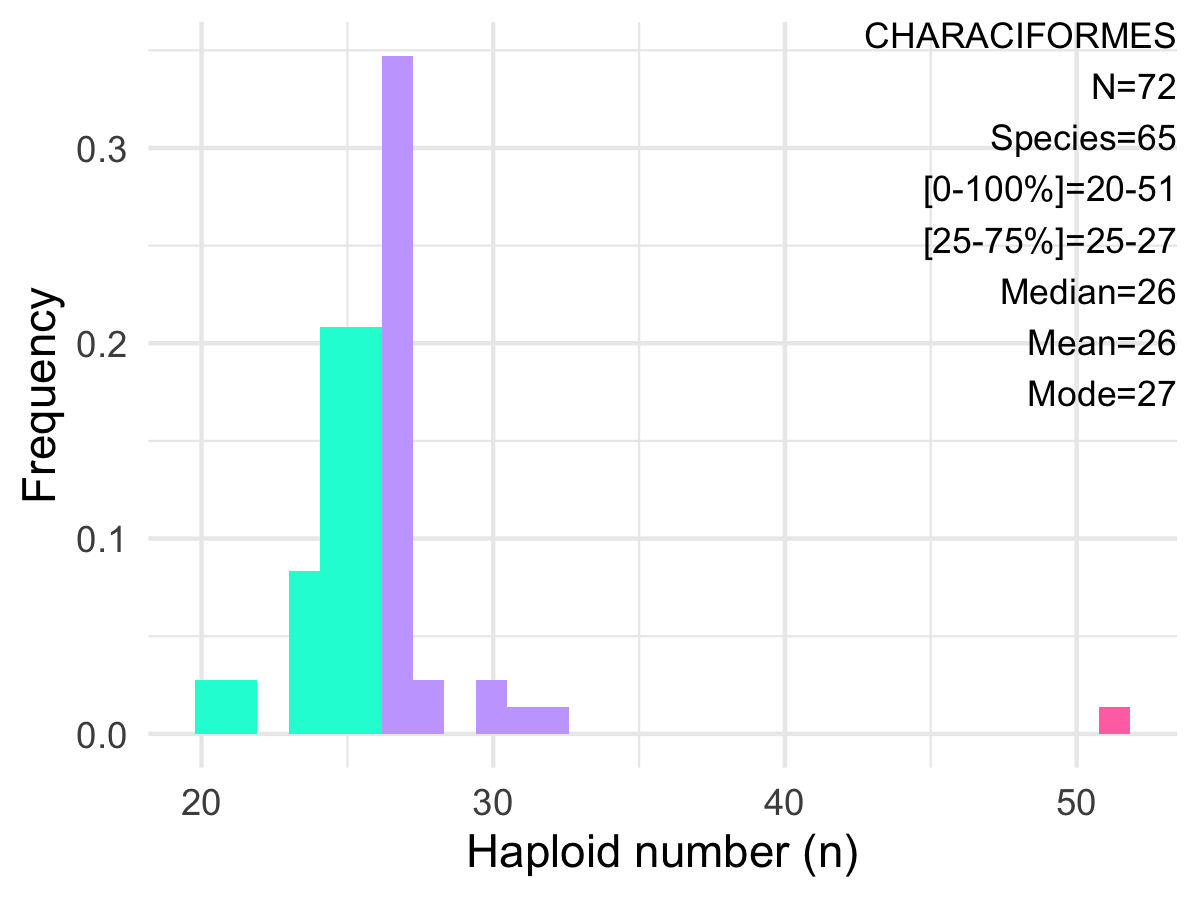 CHARACIFORMES
N=72
Species=65
[0-100%]=20-51
[25-75%]=25-27
Median=26
Mean=26
Mode=27
Frequency
0.3
0.2
0.1
0.0
20 30 40 50
Haploid number (n)